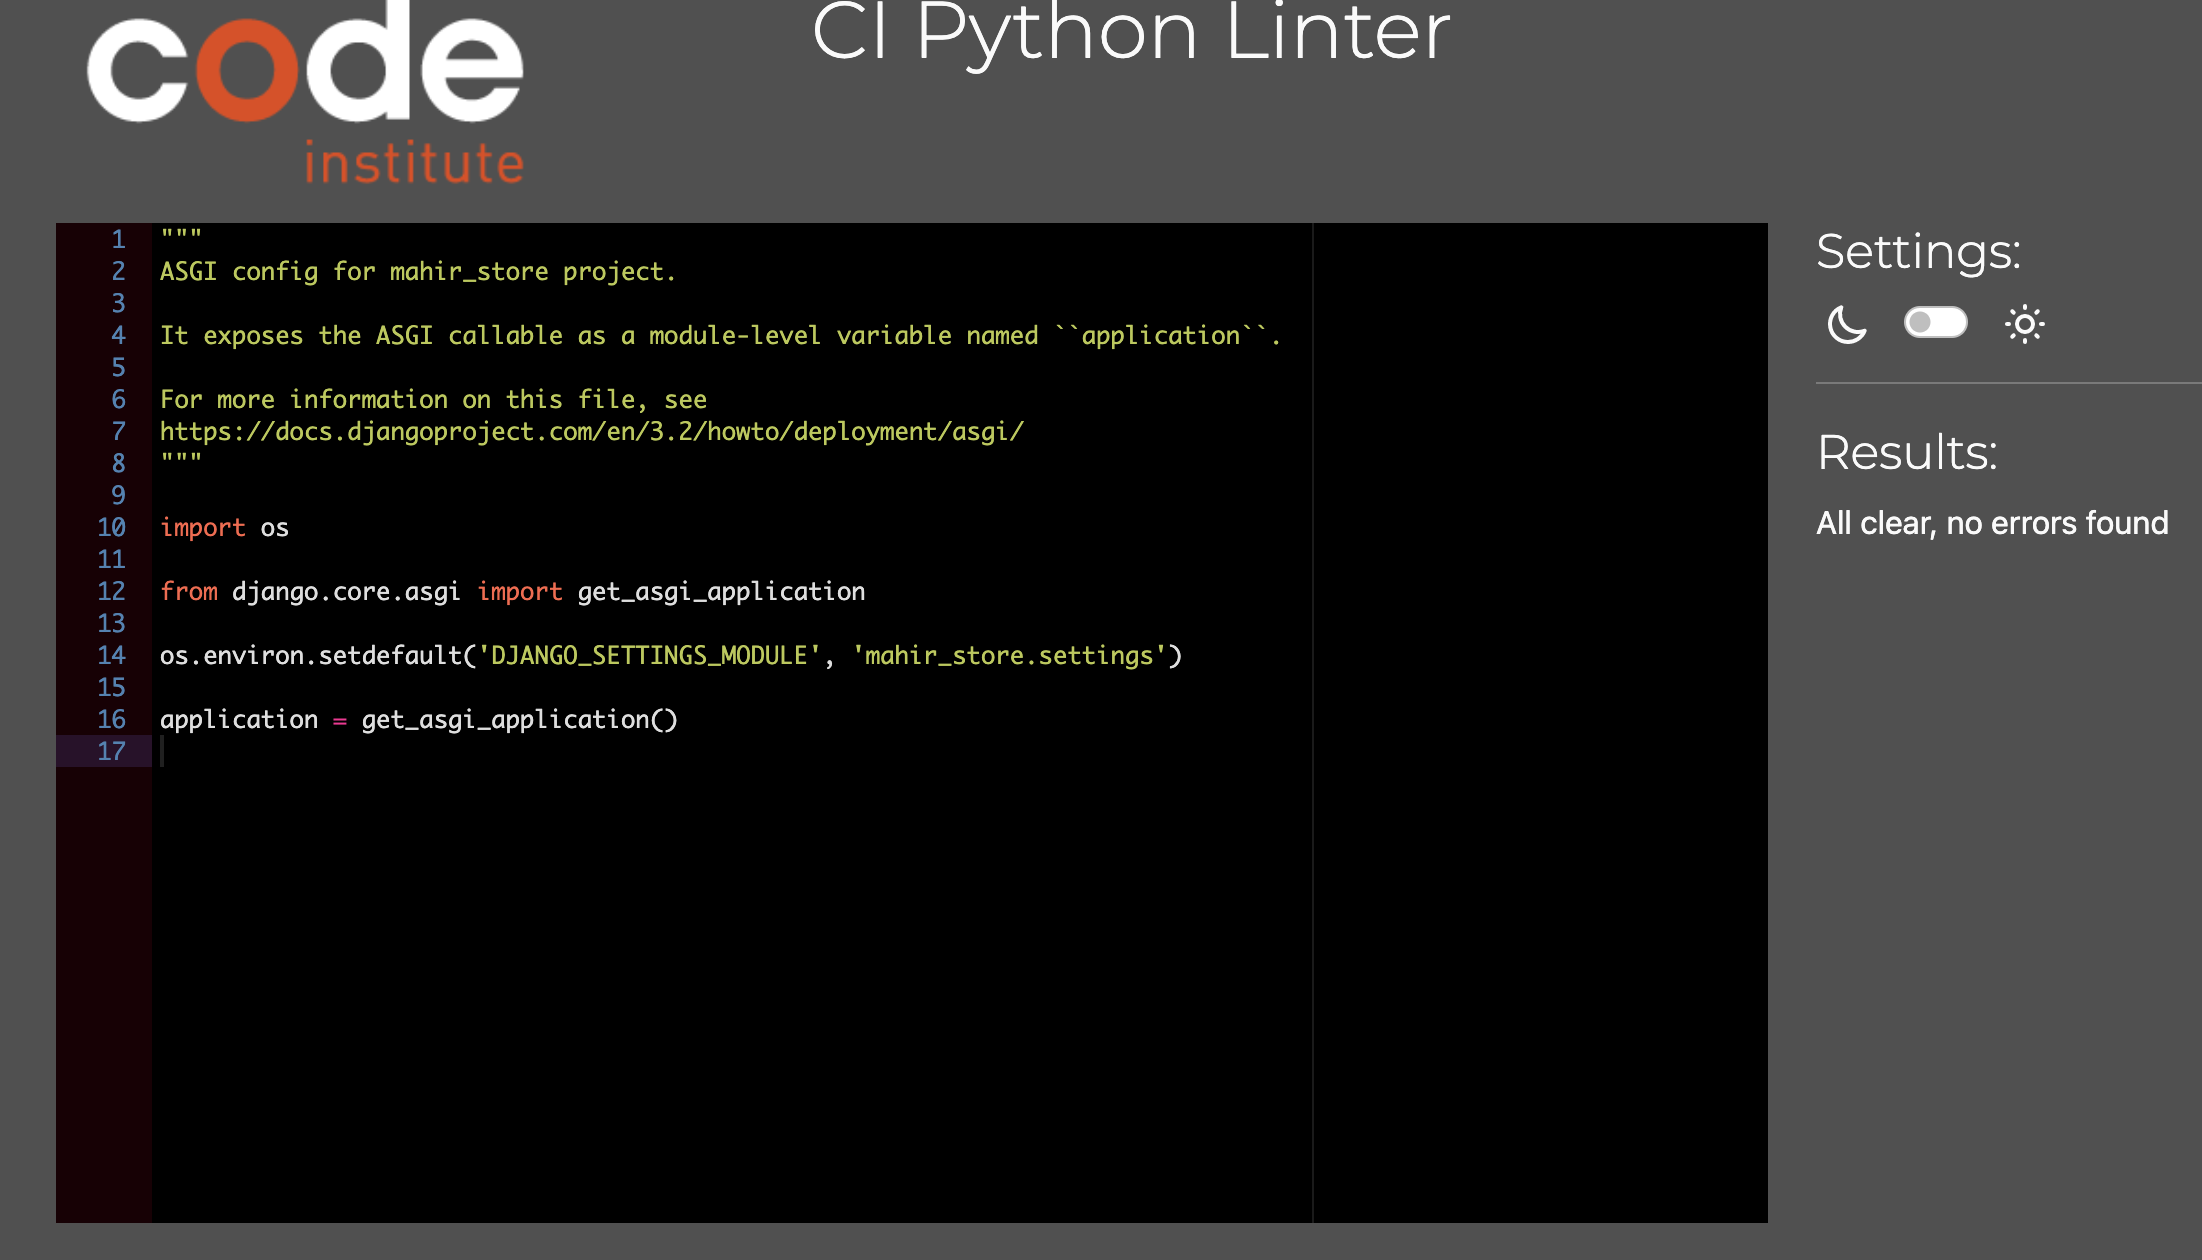 code
institute
CI Python Linter
1 """
2 ASGI config for mahir_store project.
3
4 It exposes the ASGI callable as a module-level variable named ``application``.
5
6 For more information on this file, see
7 https://docs.djangoproject.com/en/3.2/howto/deployment/asgi/
8 """
9
10 import os
11
12 from django.core.asgi import get_asgi_application
13
14 os.environ.setdefault('DJANGO_SETTINGS_MODULE', 'mahir_store.settings')
15
16 application = get_asgi_application()
17
Settings:
Results:
All clear, no errors found